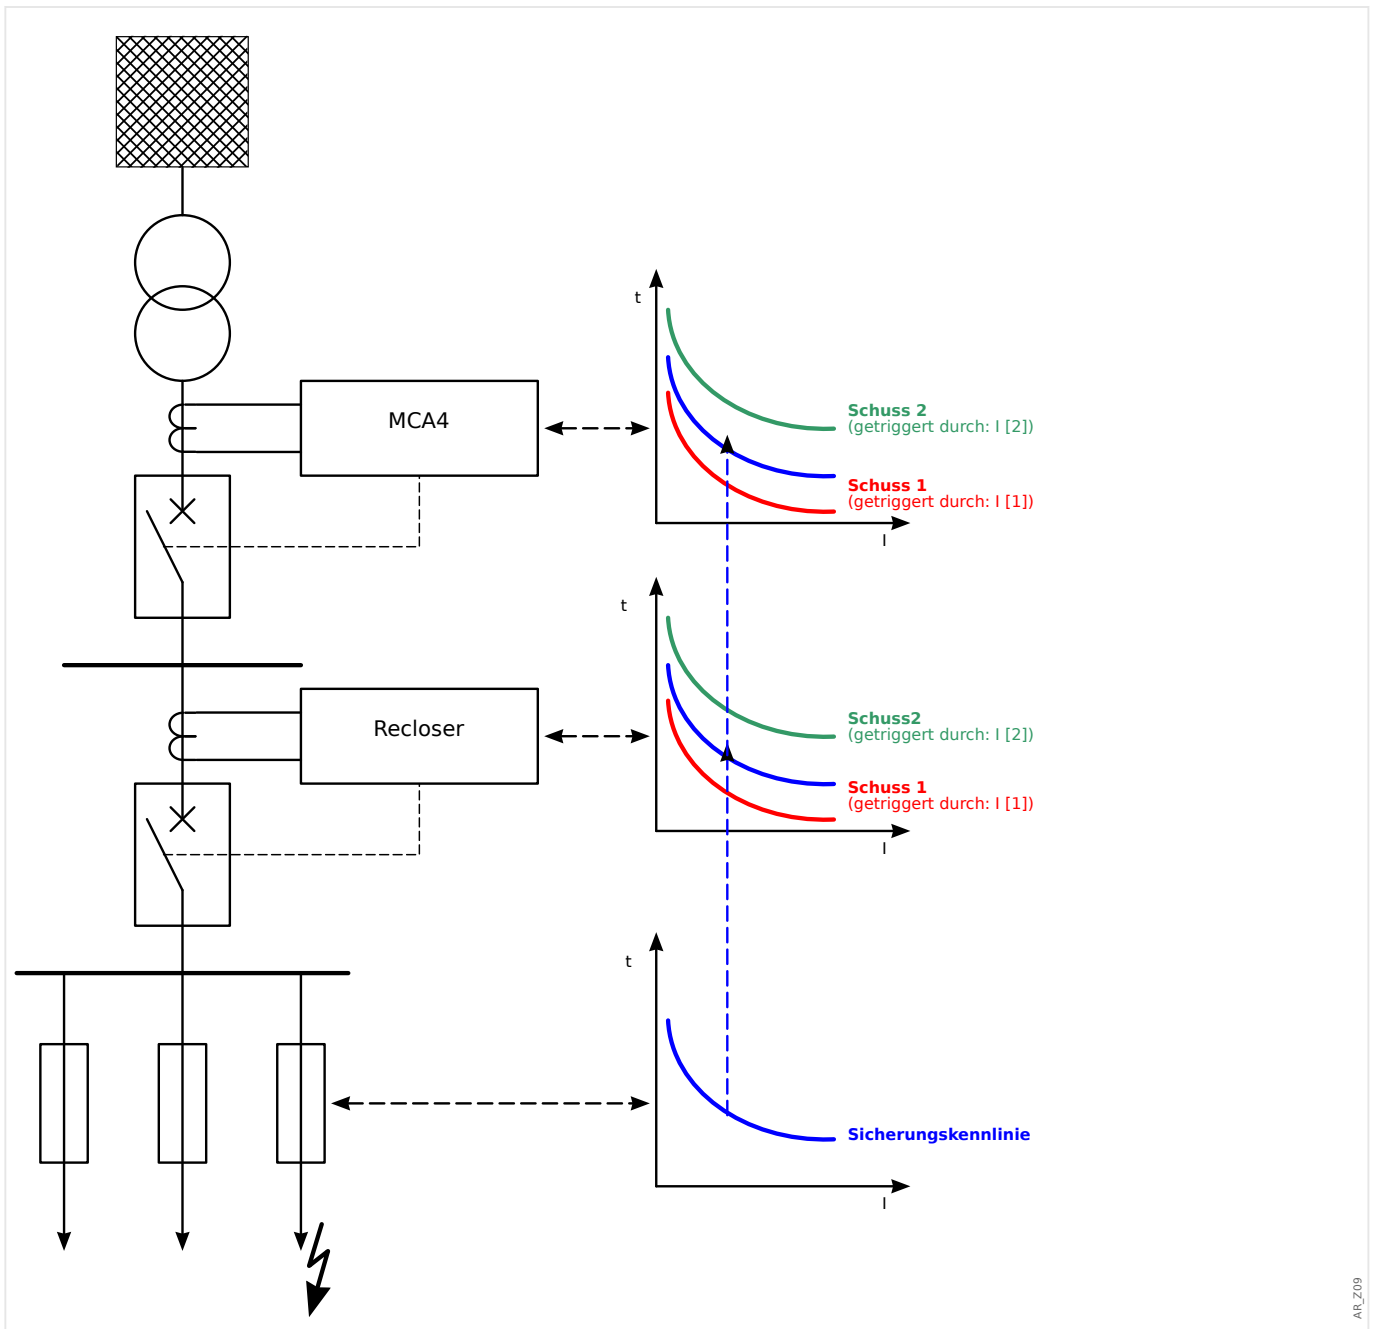 t
MCA4
Schuss 2
(getriggert durch: I [2])
Schuss 1
(getriggert durch: I [1])
I
t
Recloser
Schuss2
(getriggert durch: I [2])
Schuss 1
(getriggert durch: I [1])
I
t
Sicherungskennlinie
I
AR_Z09